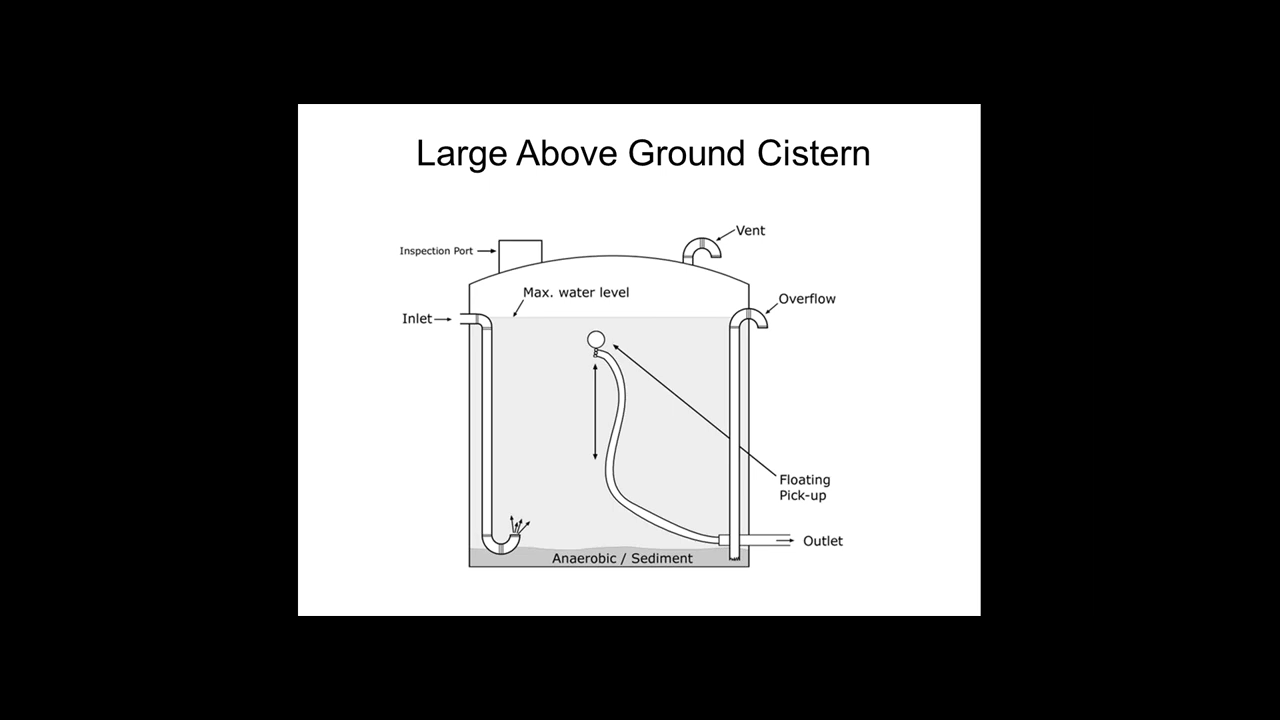 Large Above Ground Cistern
Vent
Inspection Port
Max. water level
Overflow
Inlet
Floating
Pick-up
Outlet
Anaerobic / Sediment